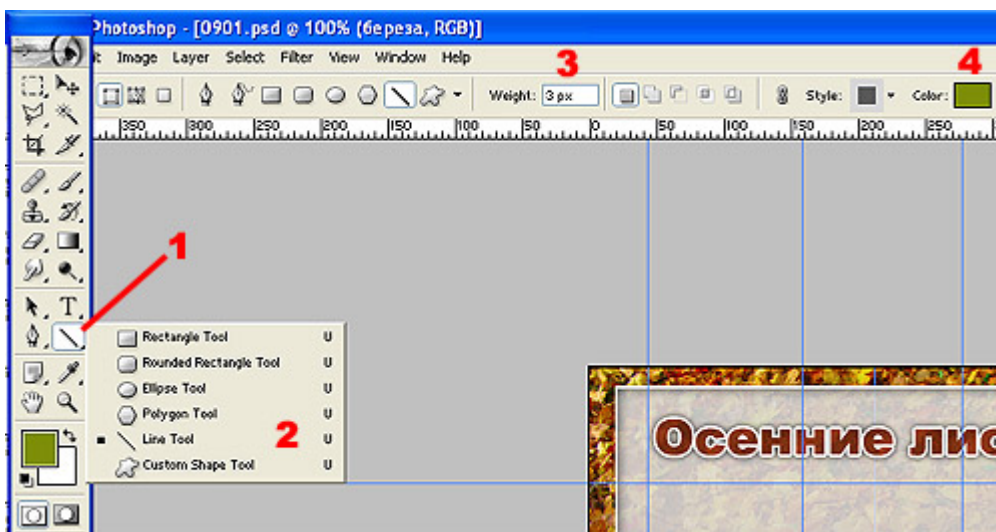 Photoshop - [0901.psd @ 100% (береза, RGB)]
t Image Layer Select Filter View Window Help
3
4
Weight: 3 px
Style:
Color:
350 300 250 200 150 100 50 0 50 100 150 200 250
1
T
Rectangle Tool U
Rounded Rectangle Tool U
Ellipse Tool U
Polygon Tool U
Line Tool 2 U
Custom Shape Tool U
Осенние лис